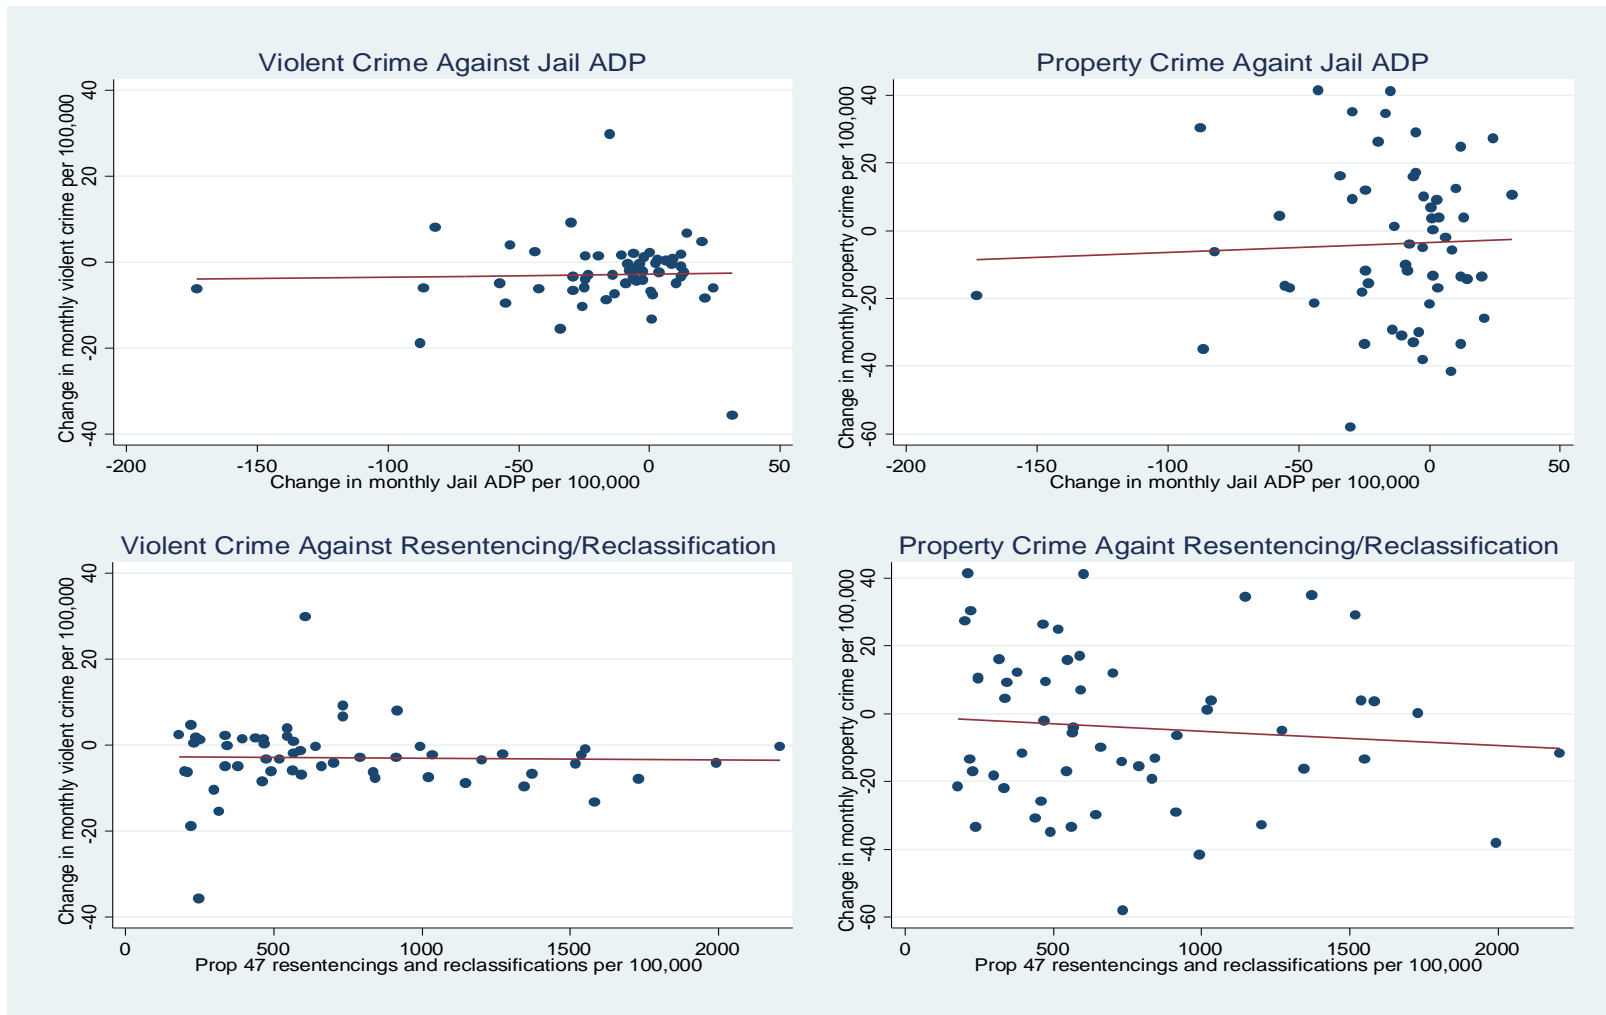 Violent Crime Against Jail ADP
Change in monthly violent crime per 100,000
40
20
0
-20
-40
-200 -150 -100 -50 0 50
Change in monthly Jail ADP per 100,000
Property Crime Againt Jail ADP
Change in monthly property crime per 100,000
40
20
0
-20
-40
-60
-200 -150 -100 -50 0 50
Change in monthly Jail ADP per 100,000
Violent Crime Against Resentencing/Reclassification
Change in monthly violent crime per 100,000
40
20
0
-20
-40
0 500 1000 1500 2000
Prop 47 resentencings and reclassifications per 100,000
Property Crime Againt Resentencing/Reclassification
Change in monthly property crime per 100,000
40
20
0
-20
-40
-60
0 500 1000 1500 2000
Prop 47 resentencings and reclassifications per 100,000